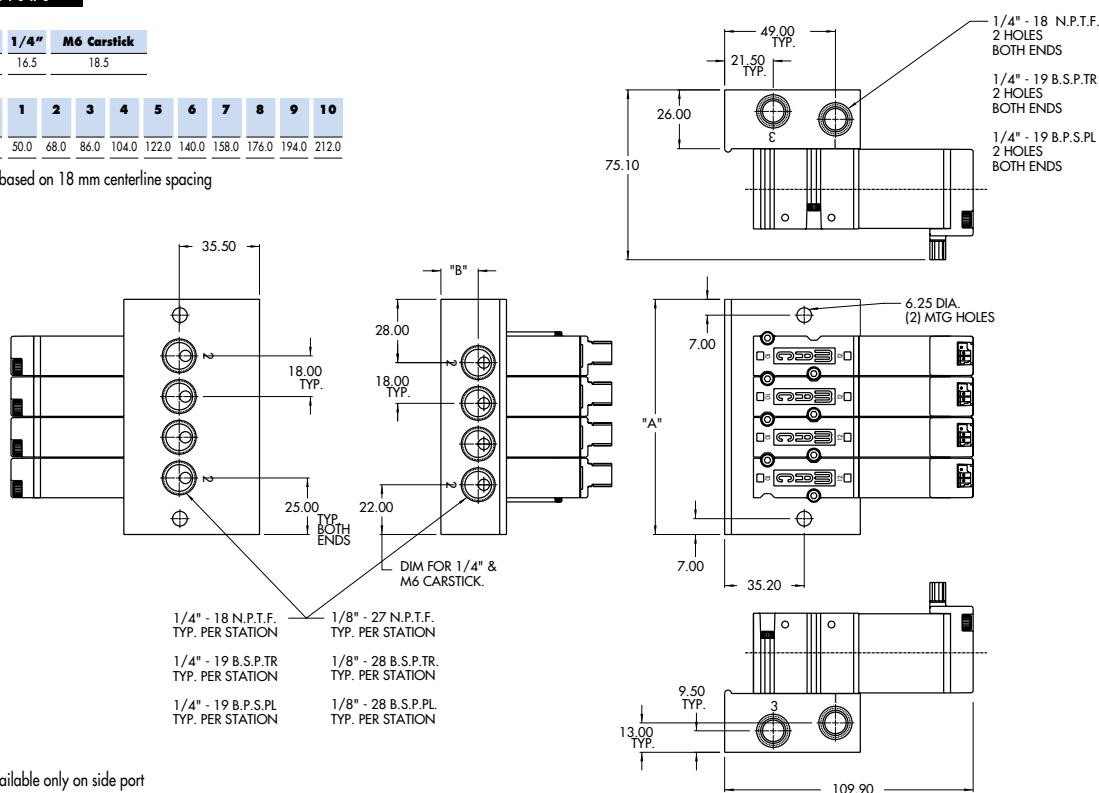 1/4" M6 Carstick
16.5 18.5
1 2 3 4 5 6 7 8 9 10
50.0 68.0 86.0 104.0 122.0 140.0 158.0 176.0 194.0 212.0
based on 18 mm centerline spacing
49.00
TYP.
21.50
TYP.
26.00
75.10
3
1/4" - 18 N.P.T.F.
2 HOLES
BOTH ENDS
1/4" - 19 B.S.P.TR
2 HOLES
BOTH ENDS
1/4" - 19 B.P.S.PL
2 HOLES
BOTH ENDS
35.50
2
18.00
TYP.
2
25.00
TYP
BOTH
ENDS
"B"
28.00
2
18.00
TYP.
2
22.00
DIM FOR 1/4" &
M6 CARSTICK.
6.25 DIA.
(2) MTG HOLES
7.00
"A"
MAC
MAC
MAC
MAC
7.00
35.20
1/4" - 18 N.P.T.F.
TYP. PER STATION
1/4" - 19 B.S.P.TR
TYP. PER STATION
1/4" - 19 B.P.S.PL
TYP. PER STATION
1/8" - 27 N.P.T.F.
TYP. PER STATION
1/8" - 28 B.S.P.TR.
TYP. PER STATION
1/8" - 28 B.S.P.PL.
TYP. PER STATION
9.50
TYP.
3
13.00
TYP.
109.90
ailable only on side port